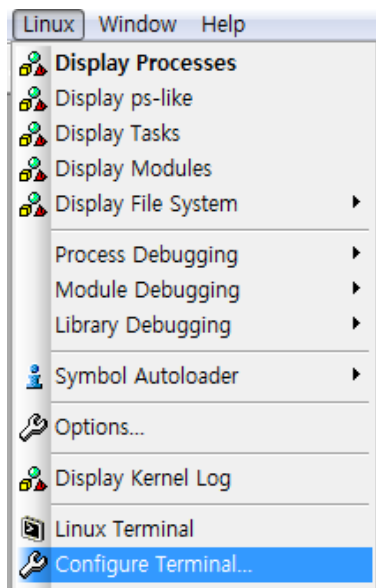 Linux Window Help
Display Processes
Display ps-like
Display Tasks
Display Modules
Display File System
Process Debugging
Module Debugging
Library Debugging
Symbol Autoloader
Options...
Display Kernel Log
Linux Terminal
Configure Terminal...